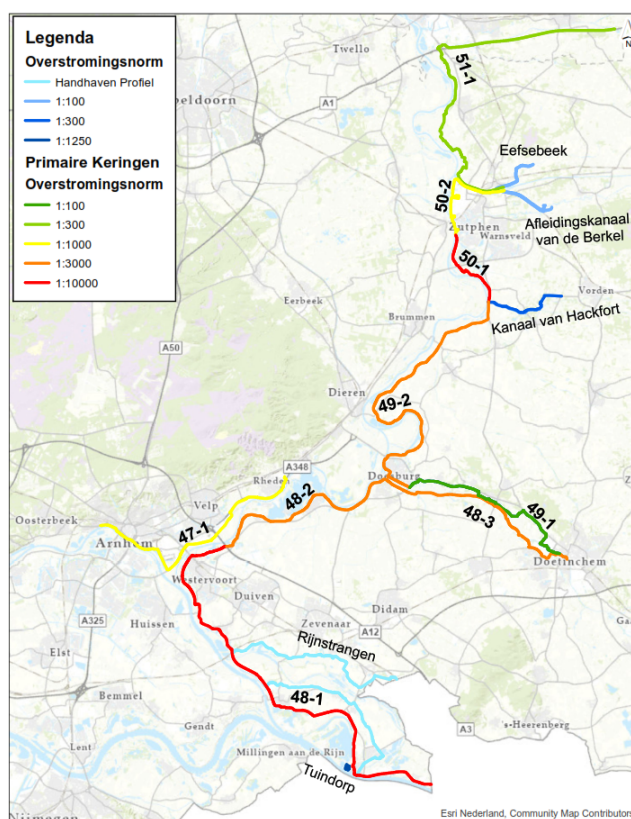 Legenda
Overstromingsnorm
Handhaven Profiel
1:100
1:300
1:1250
Primaire Keringen
Overstromingsnorm
1:100
1:300
1:1000
1:3000
1:10000
Twello
N
A1
51-1
Eefsebeek
50-2
Zutphen
Warnsveld
Afleidingskanaal
van de Berkel
50-1
Eerbeek
Vorden
Brummen
Kanaal van Hackfort
A50
Dieren
49-2
A348
Rheden
48-2
Velp
Oosterbeek
47-1
Arnhem
49-1
48-3
Doetinchem
Westervoort
Duiven
Didam
Huissen
Zevenaar
A12
A325
Rijnstrangen
Elst
48-1
Bemmel
A3
's-Heerenberg
Gendt
Lent
Millingen aan de Rijn
Tuindorp
Nijmegen
Esri Nederland, Community Map Contributors